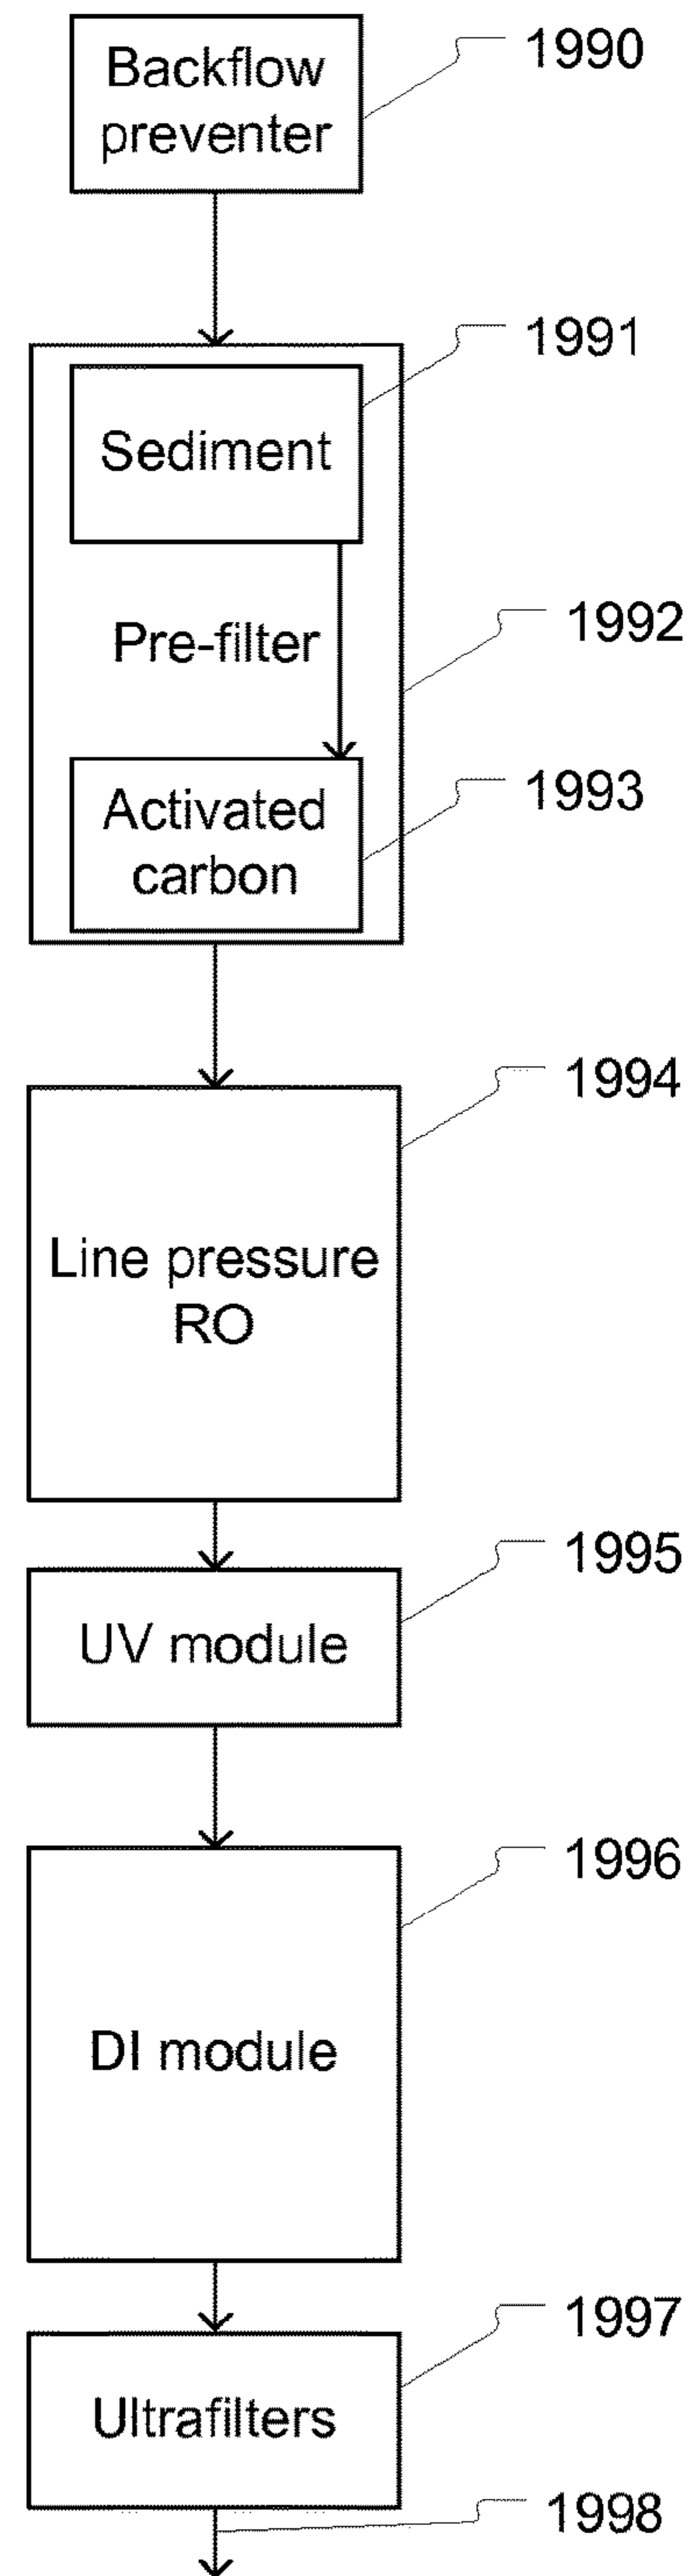 Backflow
preventer
1990
1991
Sediment
1992
Pre-filter
1993
Activated
carbon
1994
Line pressure
RO
1995
UV module
1996
DI module
1997
Ultrafilters
1998